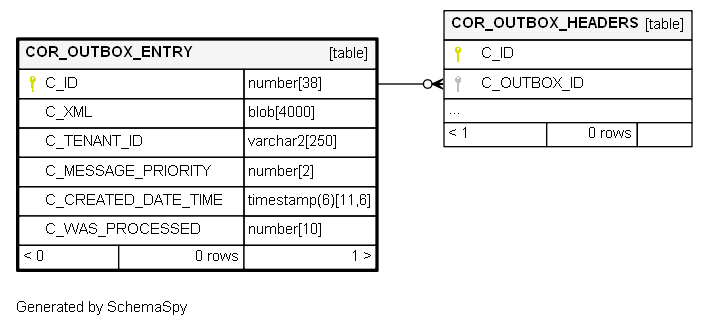 COR_OUTBOX_ENTRY [table]
C_ID number[38]
C_XML blob[4000]
C_TENANT_ID varchar2[250]
C_MESSAGE_PRIORITY number[2]
C_CREATED_DATE_TIME timestamp(6)[11,6]
C_WAS_PROCESSED number[10]
< 0 0 rows 1 >
COR_OUTBOX_HEADERS [table]
C_ID
C_OUTBOX_ID
...
< 1 0 rows
Generated by SchemaSpy